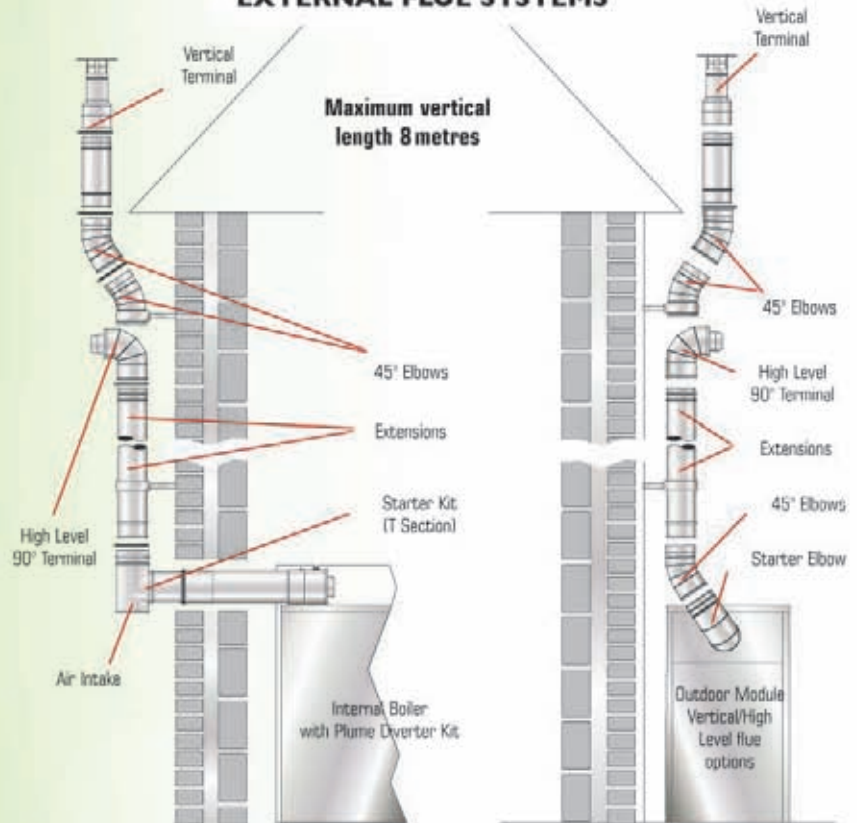 EXTERNAL FLUE SYSTEMS
Vertical
Terminal
Vertical
Terminal
Maximum vertical
length 8 metres
45° Elbows
45° Elbows
High Level
90° Terminal
Extensions
Extensions
Starter Kit
(T Section)
45° Elbows
High Level
90° Terminal
Starter Elbow
Air Intake
Internal Boiler
with Plume Diverter Kit
Outdoor Module
Vertical/High
Level flue
options